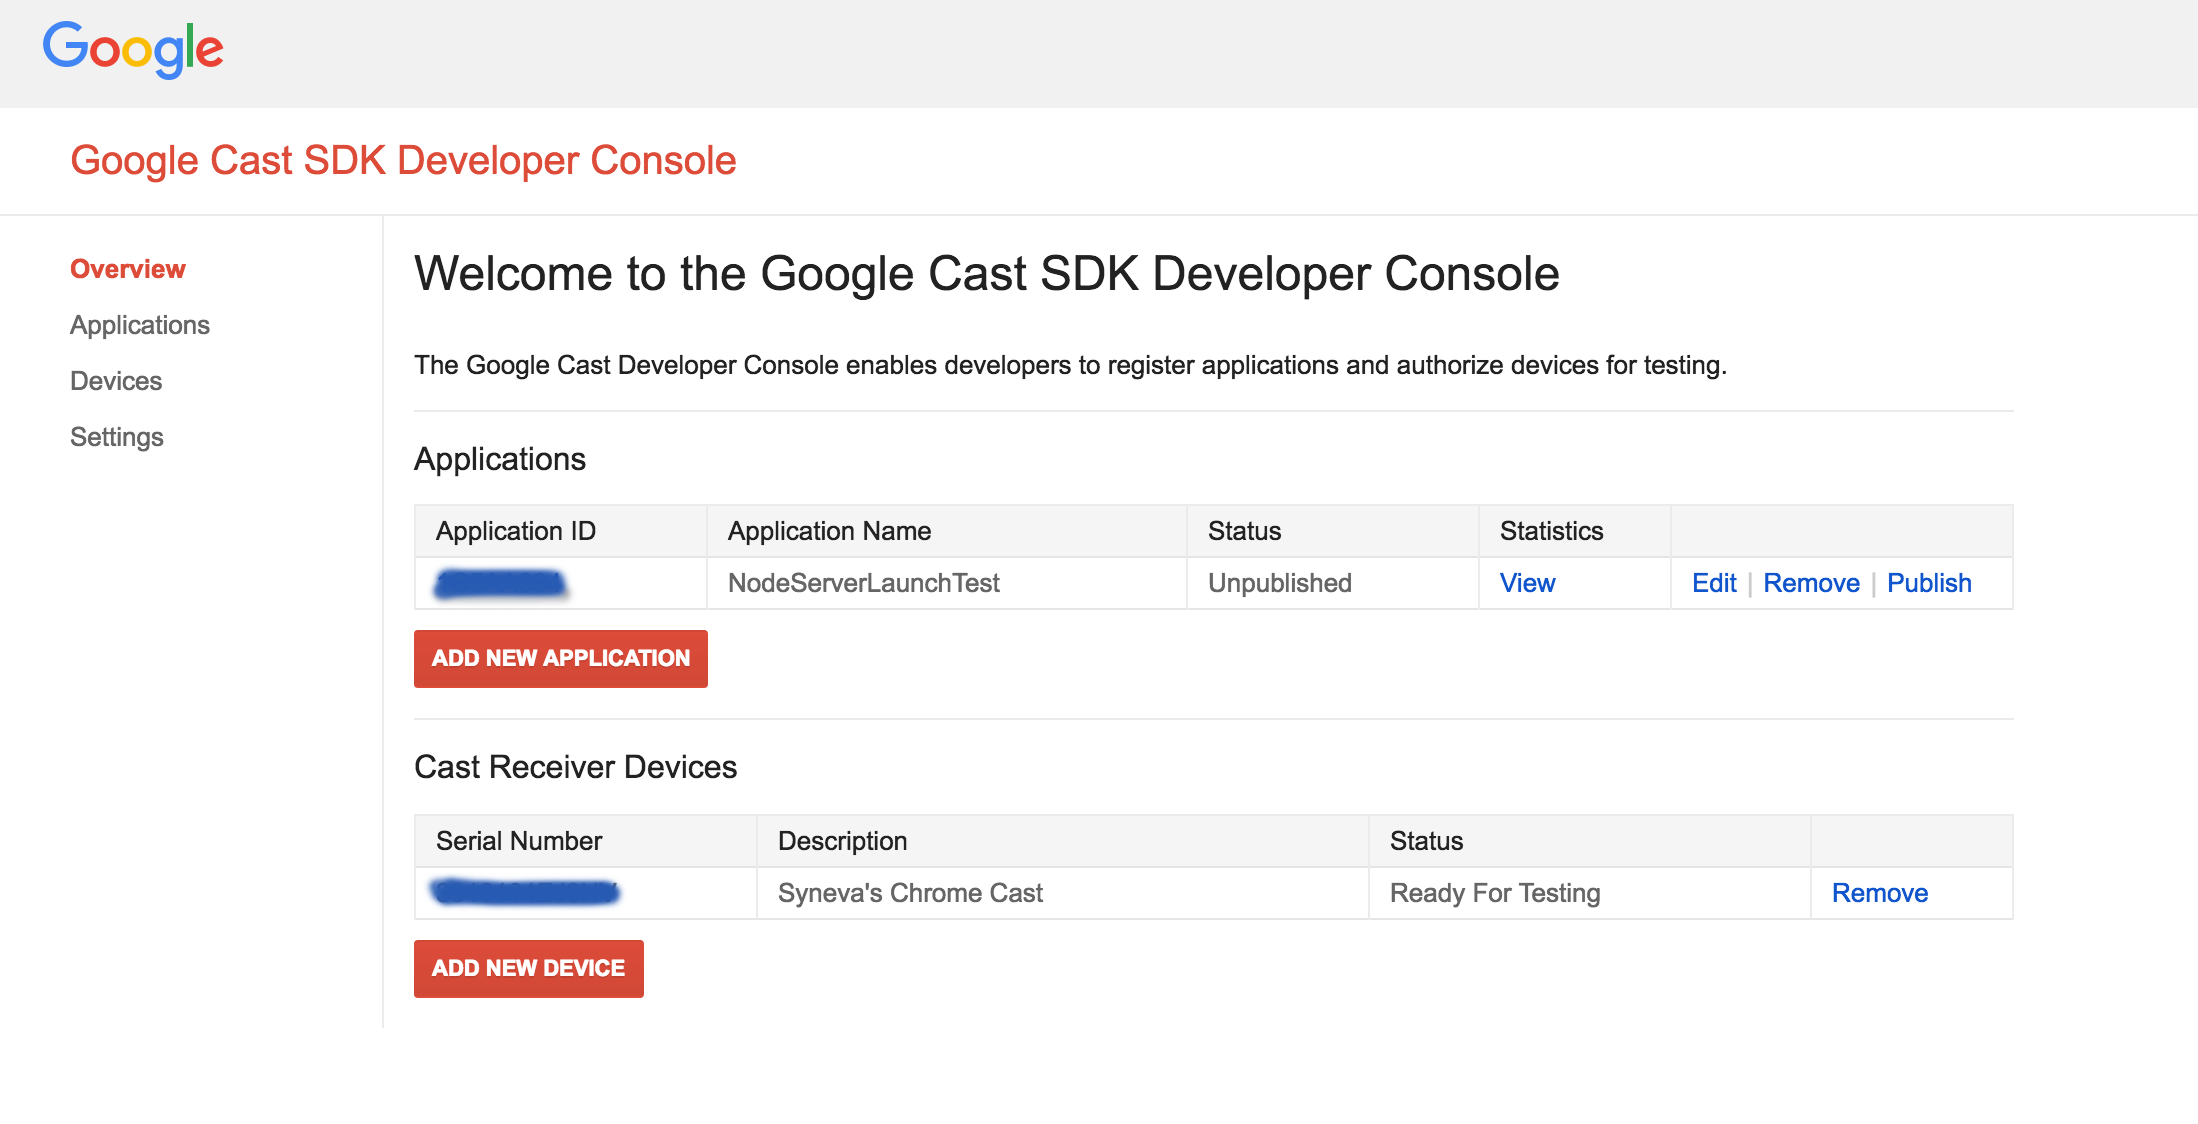 Google
Google Cast SDK Developer Console
Overview
Applications
Devices
Settings
Welcome to the Google Cast SDK Developer Console
The Google Cast Developer Console enables developers to register applications and authorize devices for testing.
Applications
Application ID Application Name Status Statistics
NodeServerLaunchTest Unpublished View Edit | Remove | Publish
ADD NEW APPLICATION
Cast Receiver Devices
Serial Number Description Status
Syneva's Chrome Cast Ready For Testing Remove
ADD NEW DEVICE